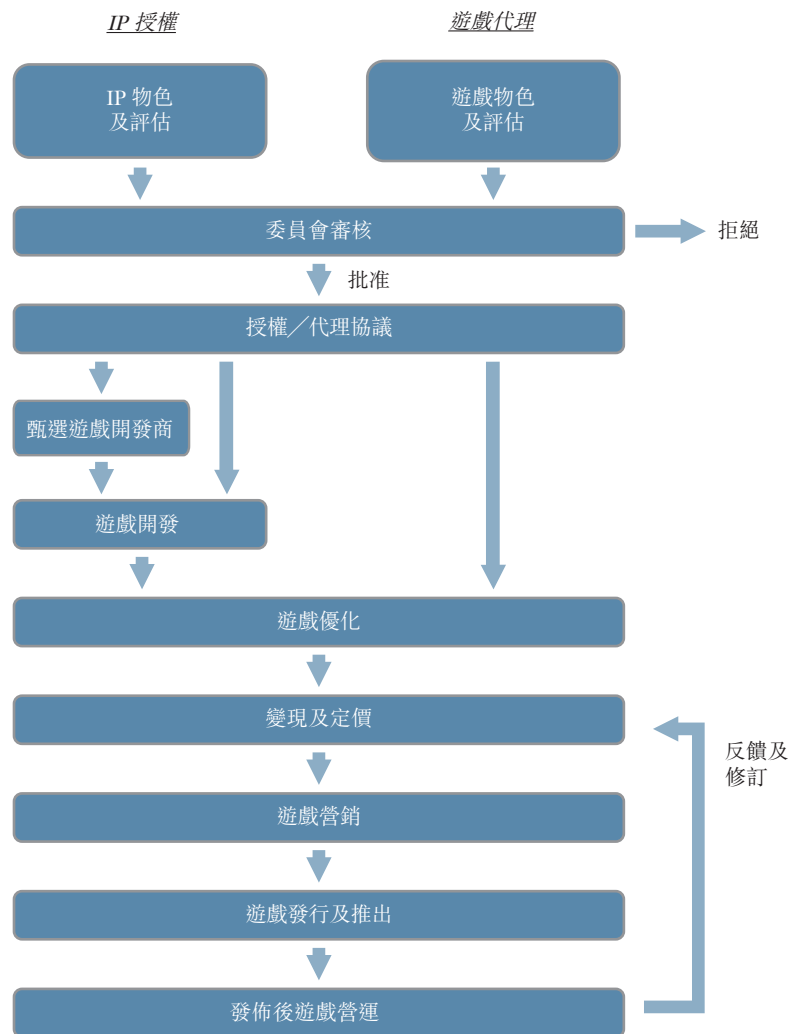 IP 授權
遊戲代理
IP 物色
及評估
遊戲物色
及評估
委員會審核
拒絕
批准
授權╱代理協議
甄選遊戲開發商
遊戲開發
遊戲優化
變現及定價
反饋及
修訂
遊戲營銷
遊戲發行及推出
發佈後遊戲營運